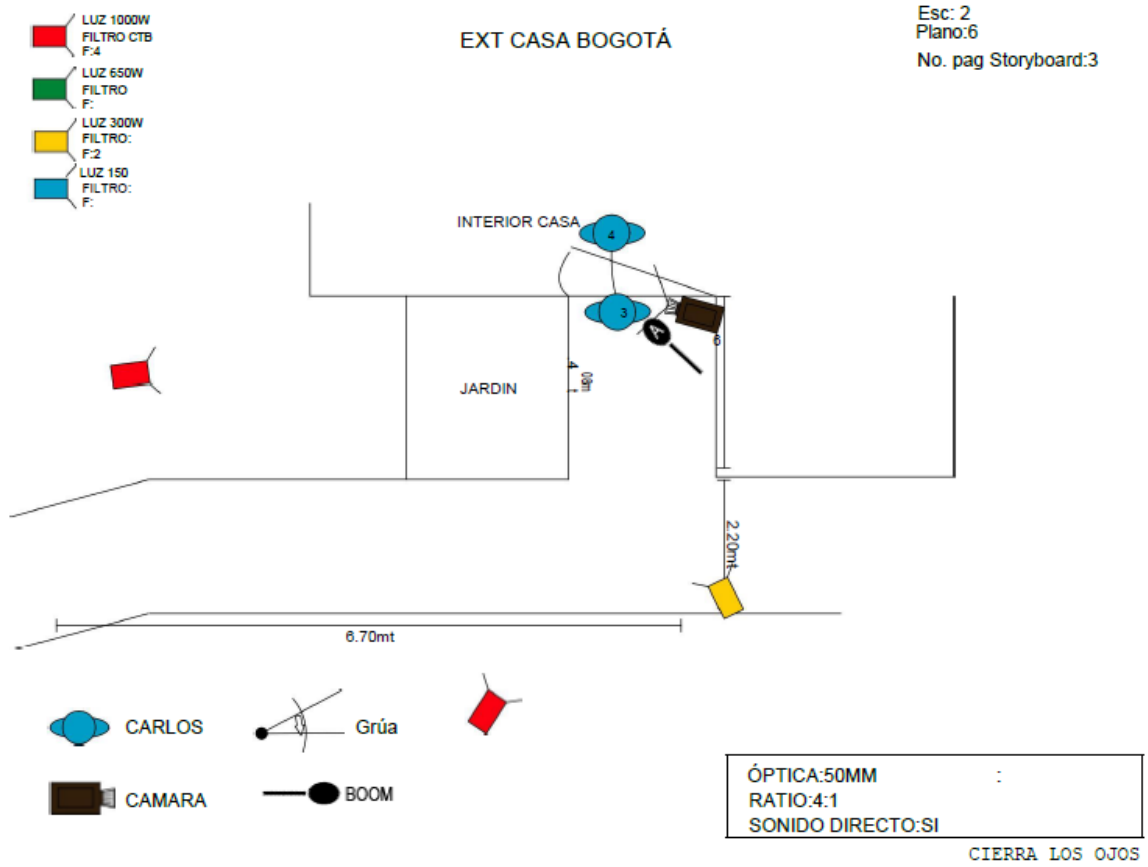 LUZ 1000W
FILTRO CTB
F:4
LUZ 650W
FILTRO
F:
LUZ 300W
FILTRO:
F:2
LUZ 150
FILTRO:
F:
EXT CASA BOGOTÁ
Esc: 2
Plano:6
No. pag Storyboard:3
INTERIOR CASA
4
3
A
6
JARDIN
4
08m
2.20mt
6.70mt
CARLOS
Grúa
CAMARA
BOOM
ÓPTICA:50MM :
RATIO:4:1
SONIDO DIRECTO:SI
CIERRA LOS OJOS